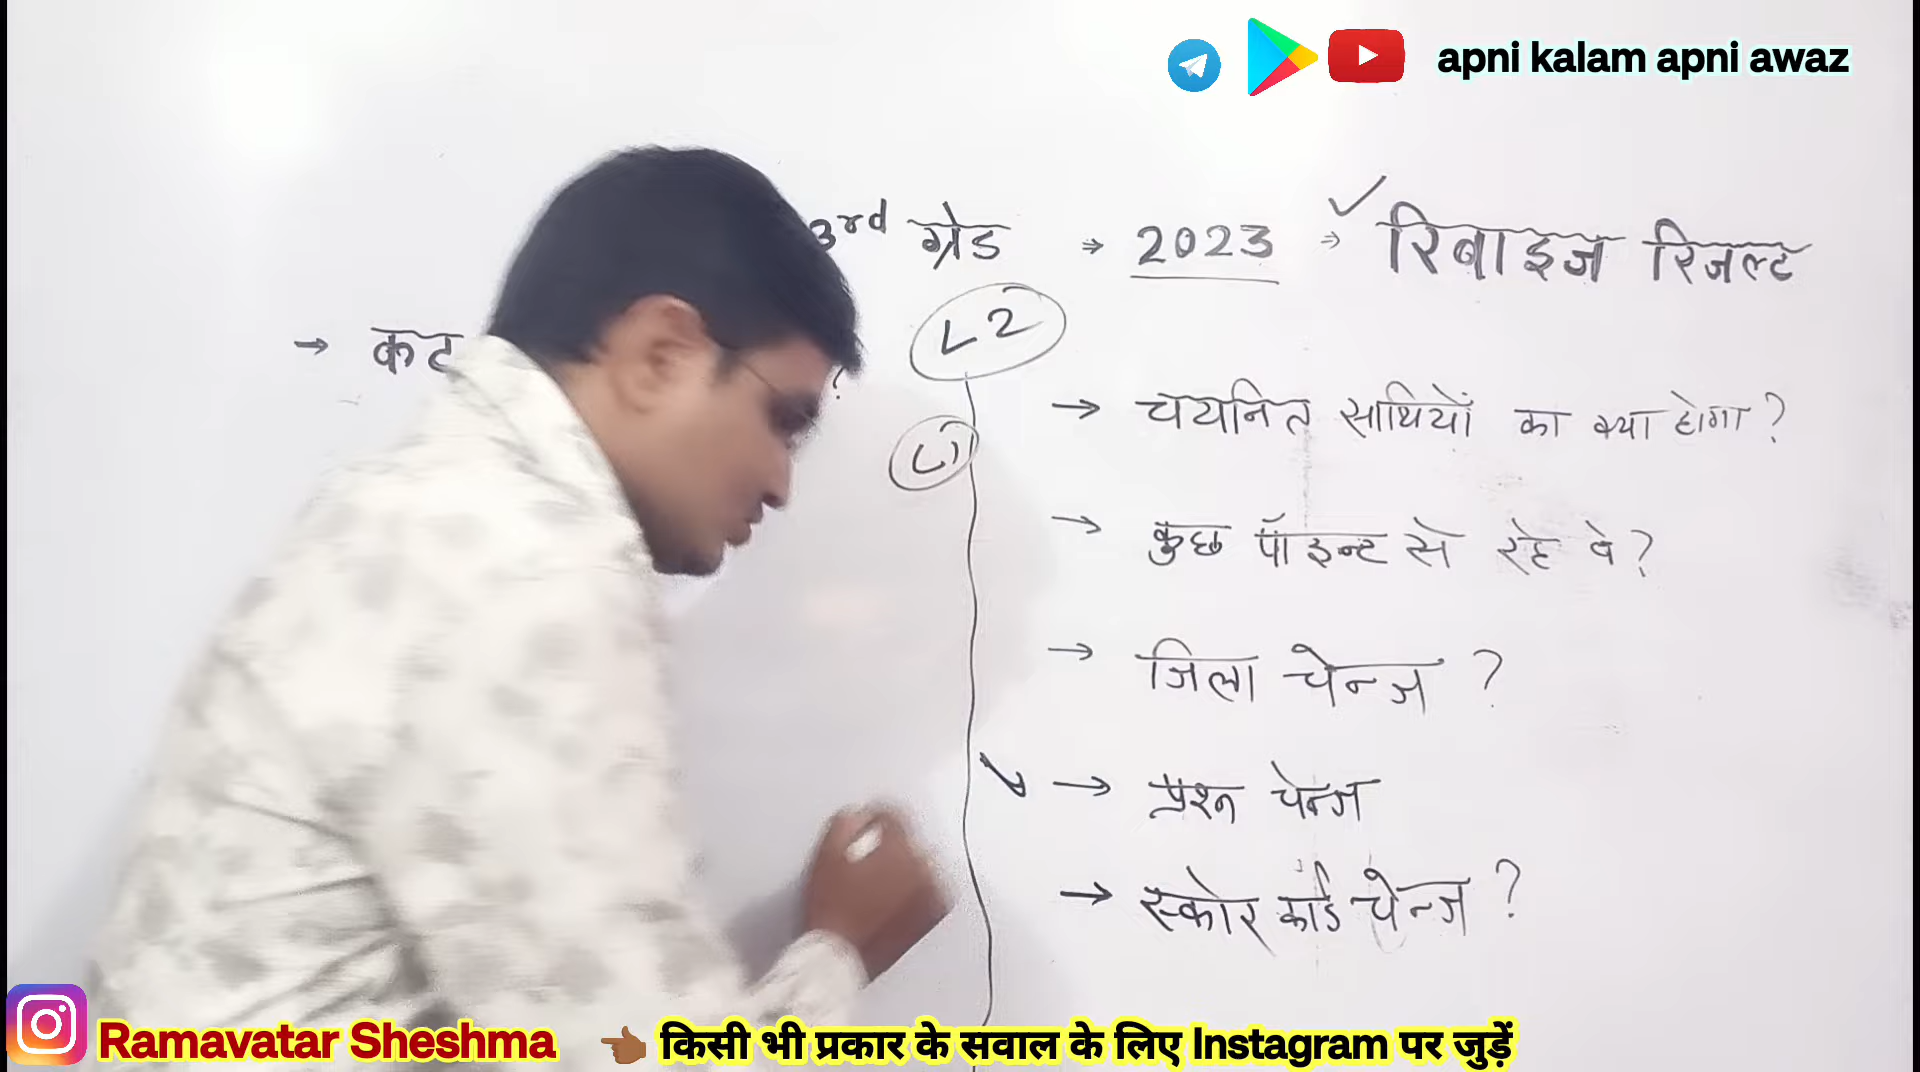 apni kalam apni awaz
3rd ग्रेड ⇒ 2023 ⇒ ✓ रिवाइज रिजल्ट
L2
→ कट ?
→ चयनित साथियों का क्या होगा ?
L1
→ कुछ पॉइन्ट से रहे वे ?
→ जिला चेन्ज ?
→ प्रश्न चेन्ज
→ स्कोर कार्ड चेन्ज ?
Ramavatar Sheshma 👈 किसी भी प्रकार के सवाल के लिए Instagram पर जुड़ें